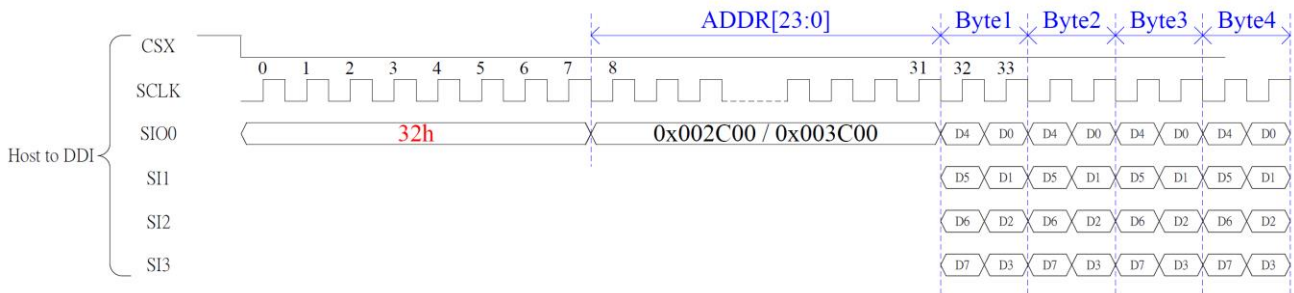 ADDR[23:0] Byte1 Byte2 Byte3 Byte4
CSX
0 1 2 3 4 5 6 7 8 31 32 33
SCLK
SIO0 32h 0x002C00 / 0x003C00 D4 D0 D4 D0 D4 D0 D4 D0
Host to DDI
SI1 D5 D1 D5 D1 D5 D1 D5 D1
SI2 D6 D2 D6 D2 D6 D2 D6 D2
SI3 D7 D3 D7 D3 D7 D3 D7 D3